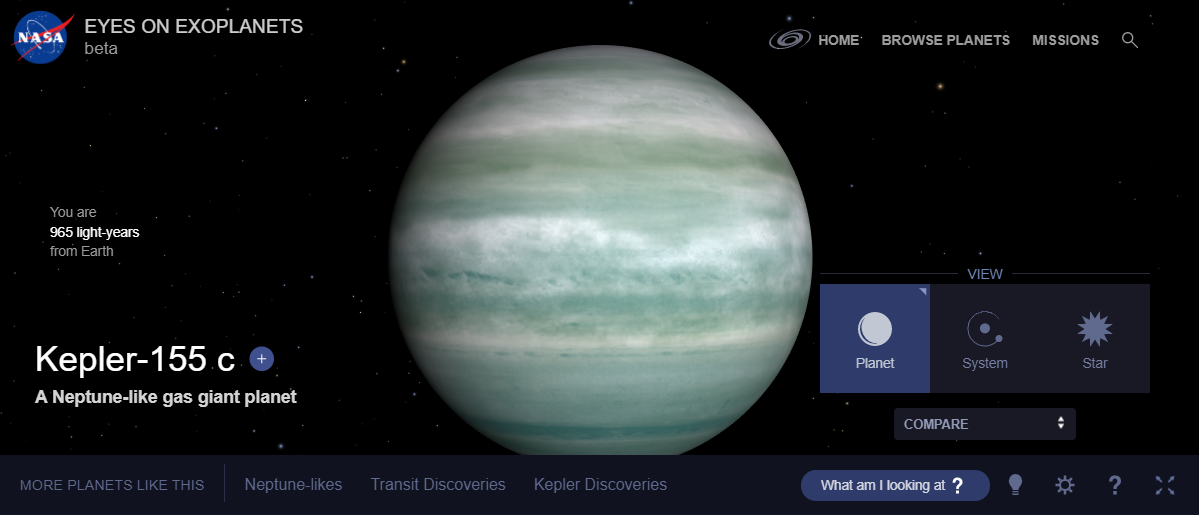 NASA
EYES ON EXOPLANETS
beta
HOME
BROWSE PLANETS
MISSIONS
You are
965 light-years
from Earth
Kepler-155 c +
A Neptune-like gas giant planet
VIEW
Planet
System
Star
COMPARE
MORE PLANETS LIKE THIS
Neptune-likes
Transit Discoveries
Kepler Discoveries
What am I looking at ?
?